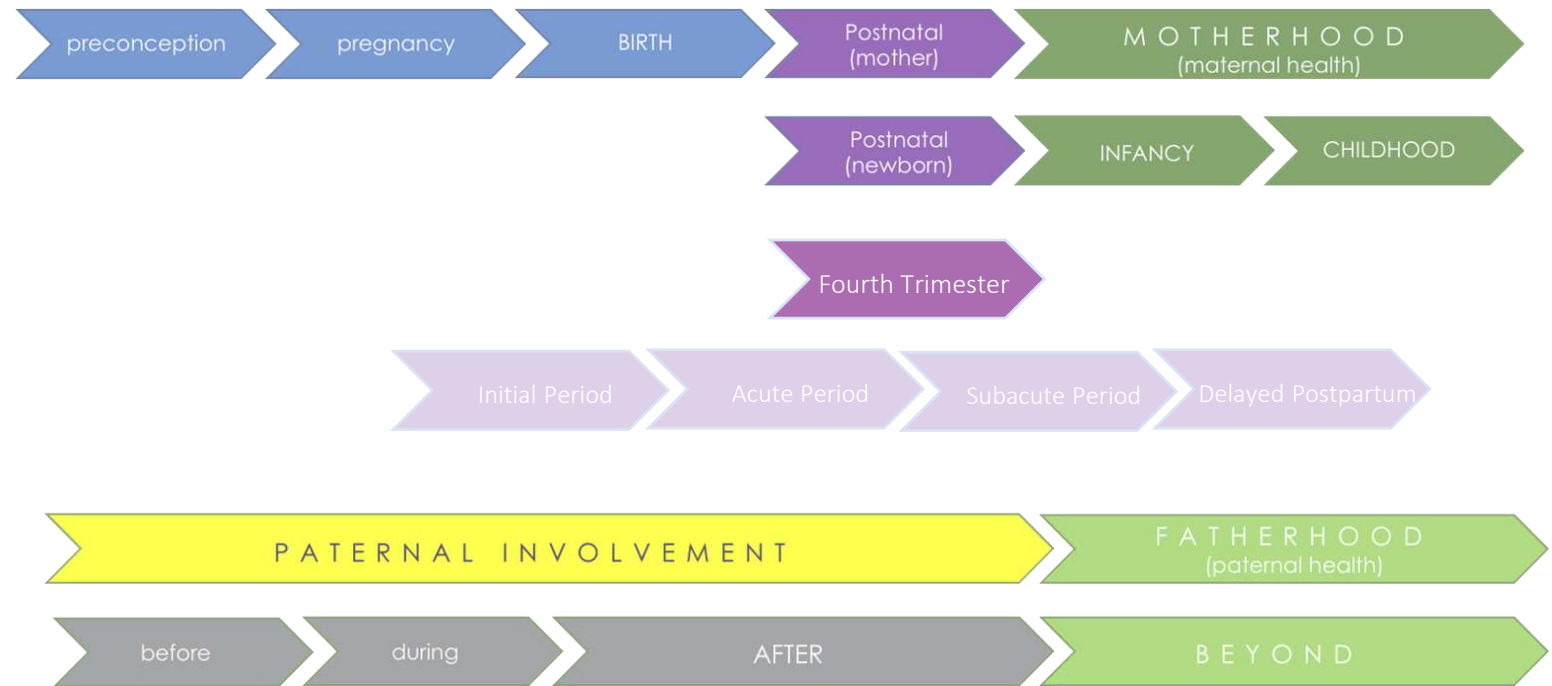 preconception
pregnancy
BIRTH
Postnatal
(mother)
MOTHERHOOD
(maternal health)
Postnatal
(newborn)
INFANCY
CHILDHOOD
Fourth Trimester
Initial Period
Acute Period
Subacute Period
Delayed Postpartum
PATERNAL INVOLVEMENT
FATHERHOOD
(paternal health)
before
during
AFTER
BEYOND